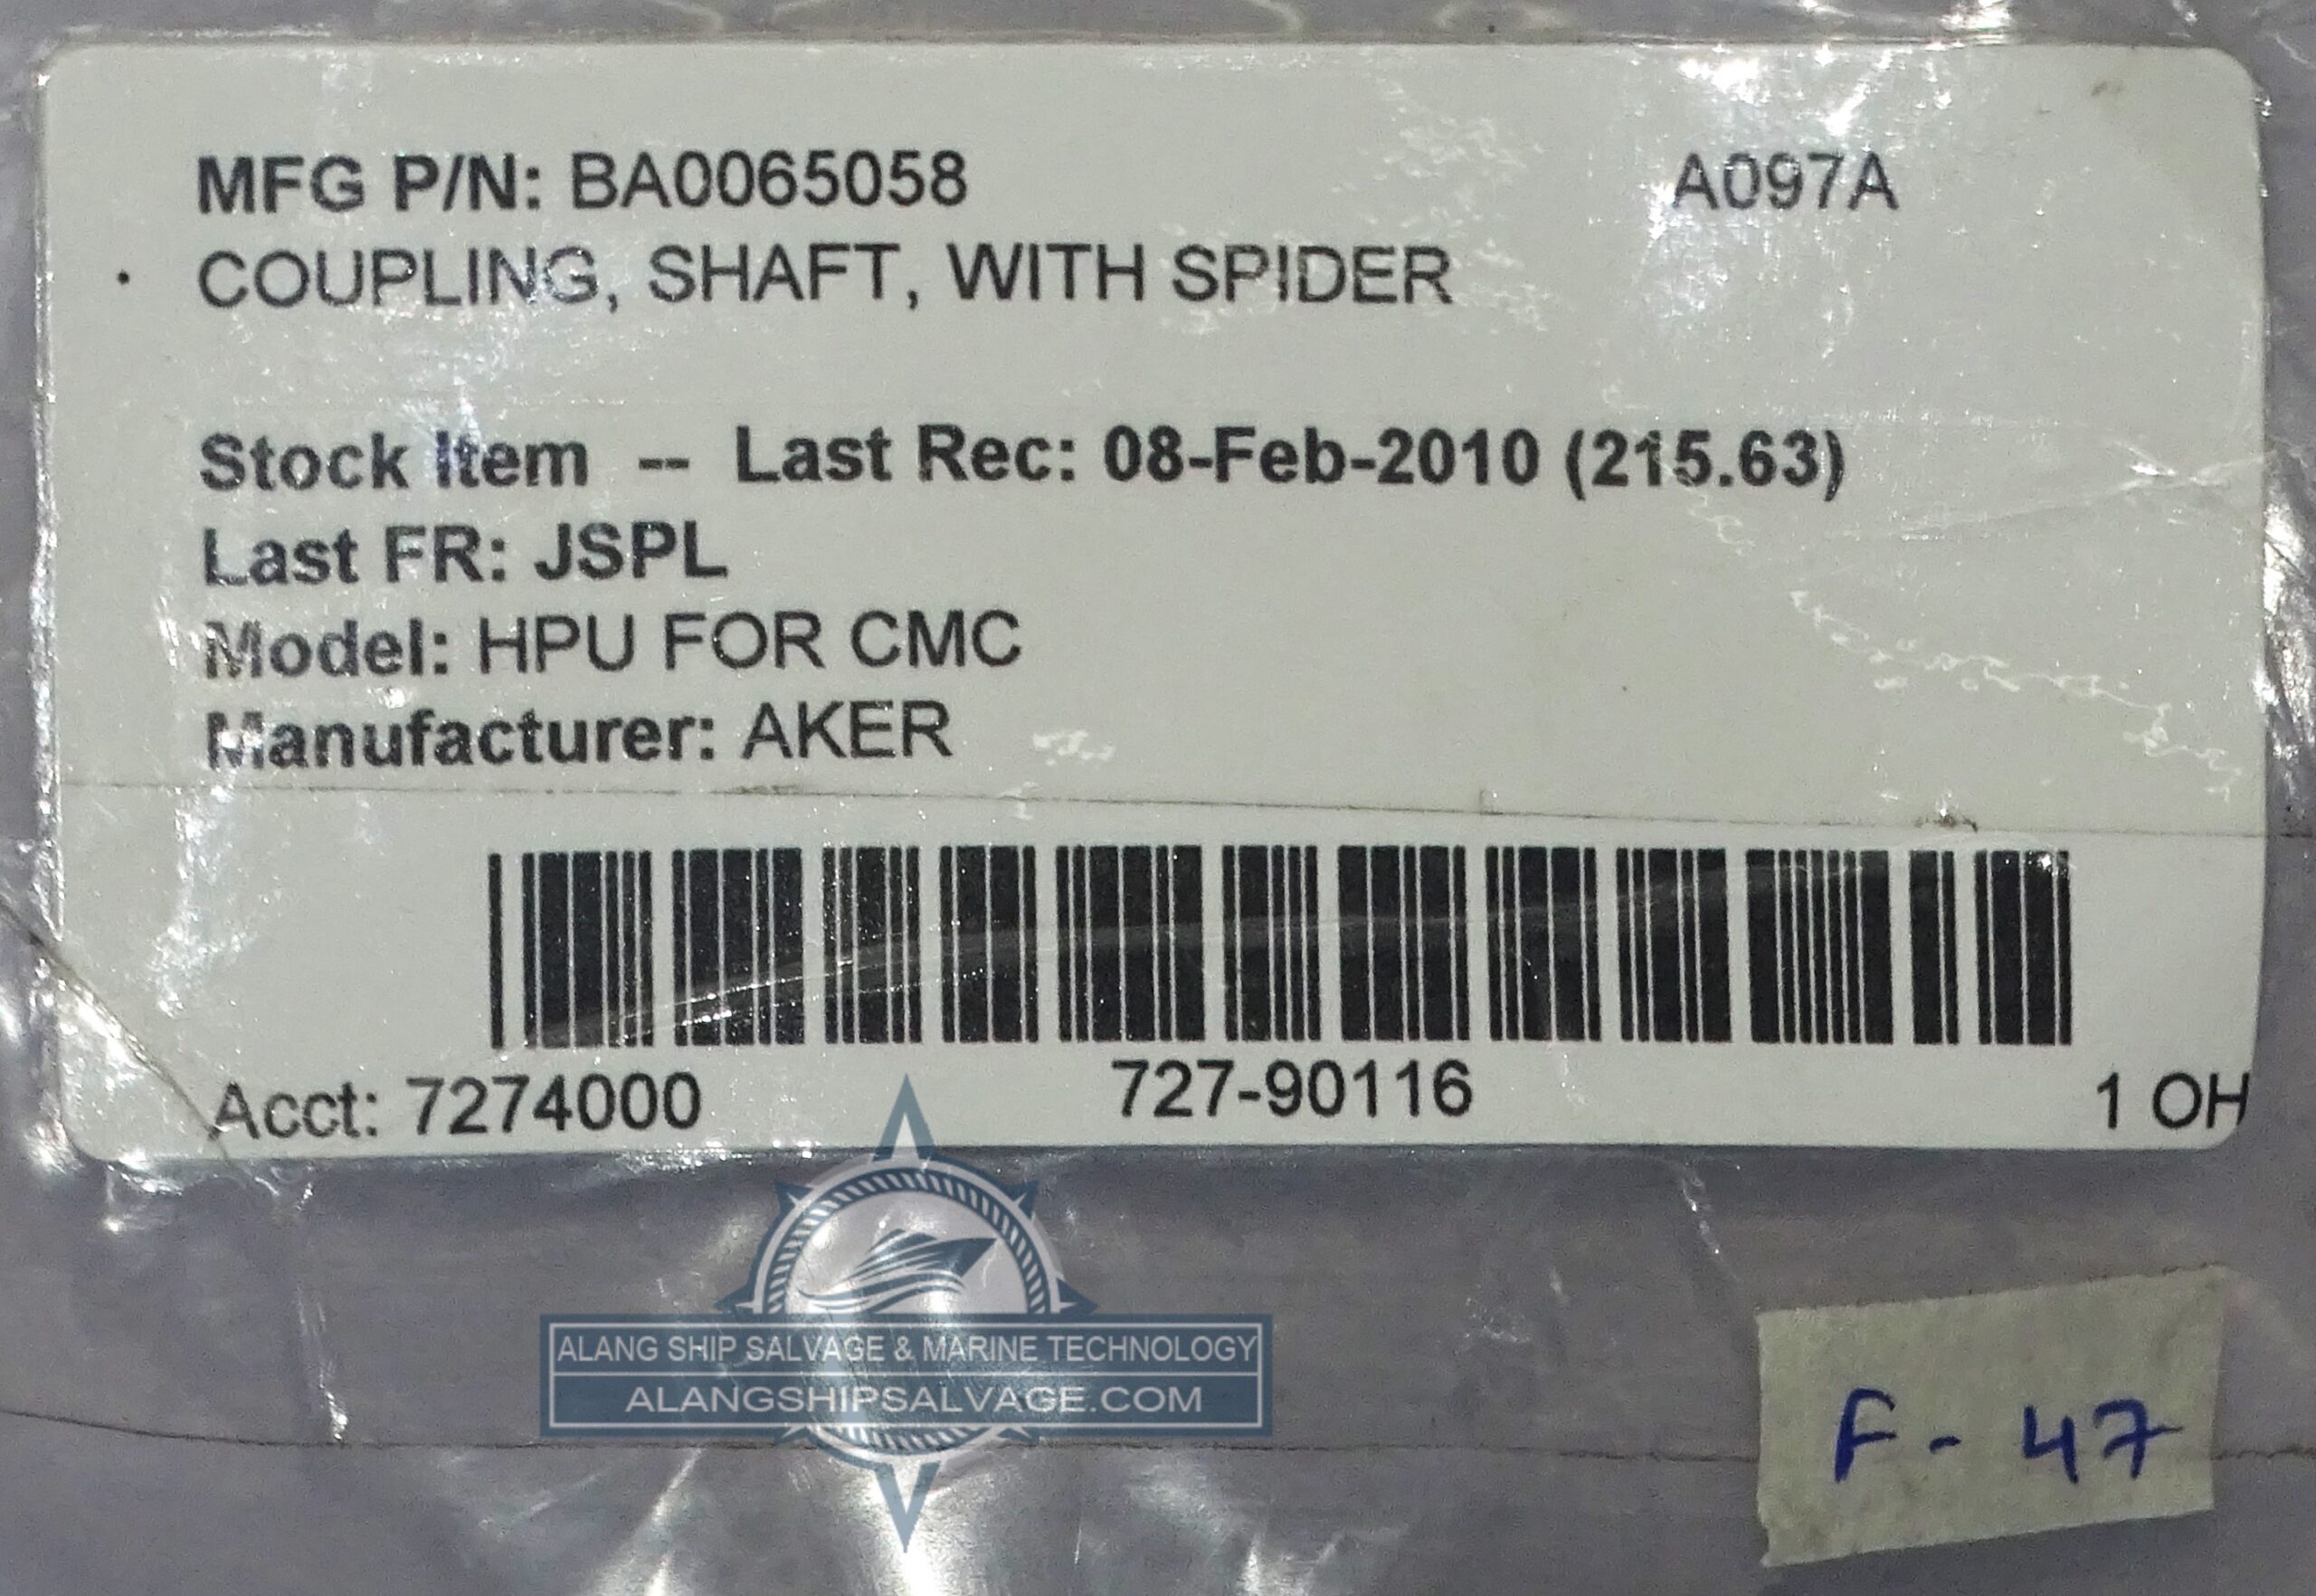 MFG P/N: BA0065058 A097A
COUPLING, SHAFT, WITH SPIDER
Stock Item -- Last Rec: 08-Feb-2010 (215.63)
Last FR: JSPL
Model: HPU FOR CMC
Manufacturer: AKER
Acct: 7274000 727-90116 1 OH
ALANG SHIP SALVAGE & MARINE TECHNOLOGY
ALANGSHIPSALVAGE.COM
F - 47